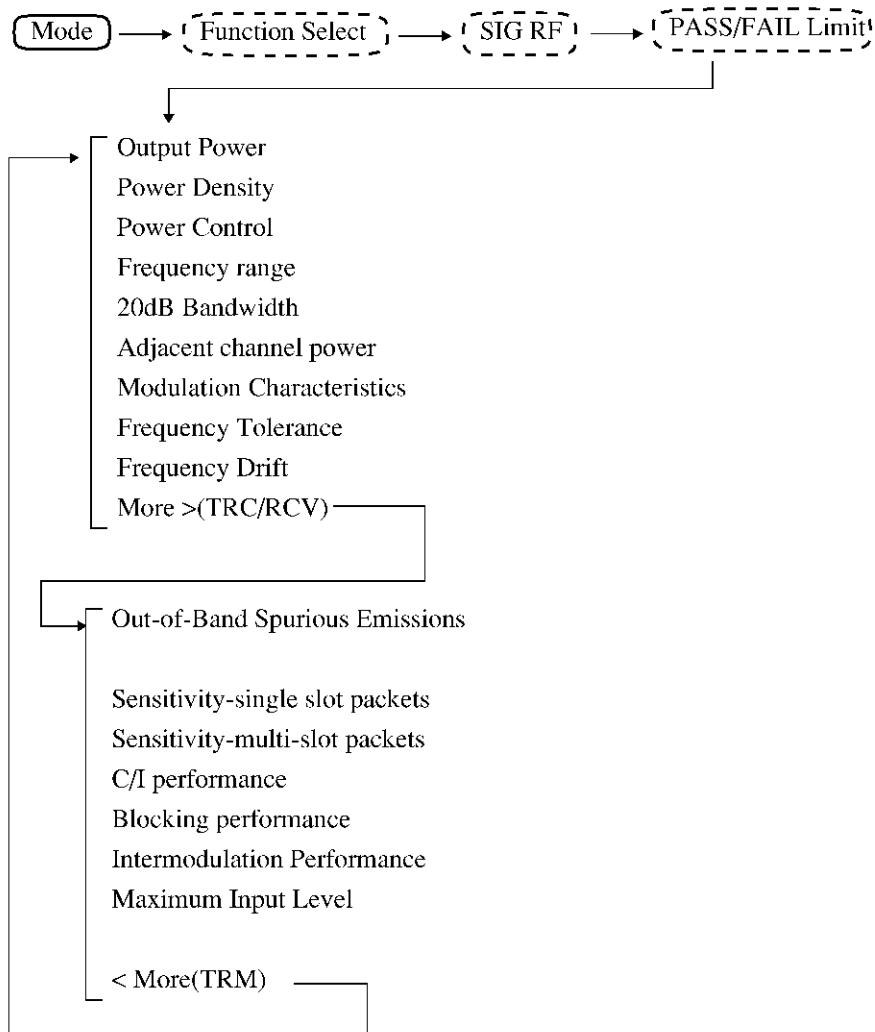 Mode Function Select SIG RF PASS/FAIL Limit
Output Power
Power Density
Power Control
Frequency range
20dB Bandwidth
Adjacent channel power
Modulation Characteristics
Frequency Tolerance
Frequency Drift
More >(TRC/RCV)
Out-of-Band Spurious Emissions
Sensitivity-single slot packets
Sensitivity-multi-slot packets
C/I performance
Blocking performance
Intermodulation Performance
Maximum Input Level
< More(TRM)